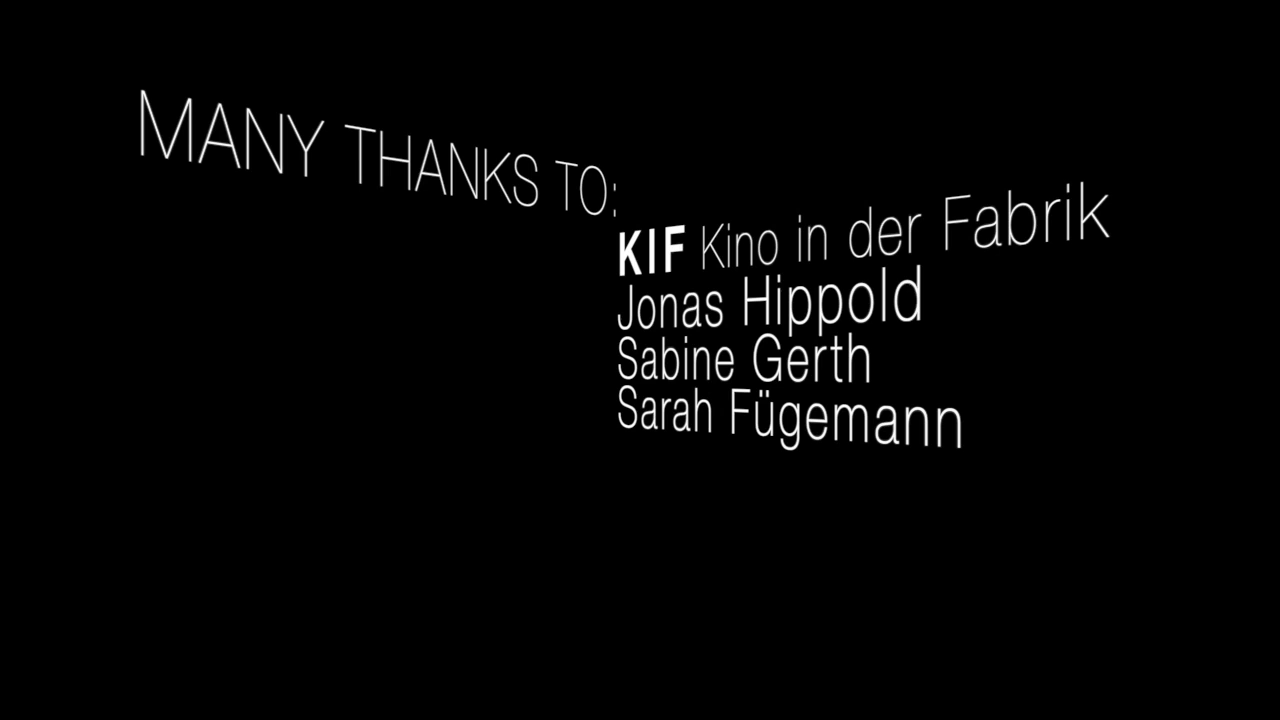 MANY THANKS TO:
KIF Kino in der Fabrik
Jonas Hippold
Sabine Gerth
Sarah Fügemann